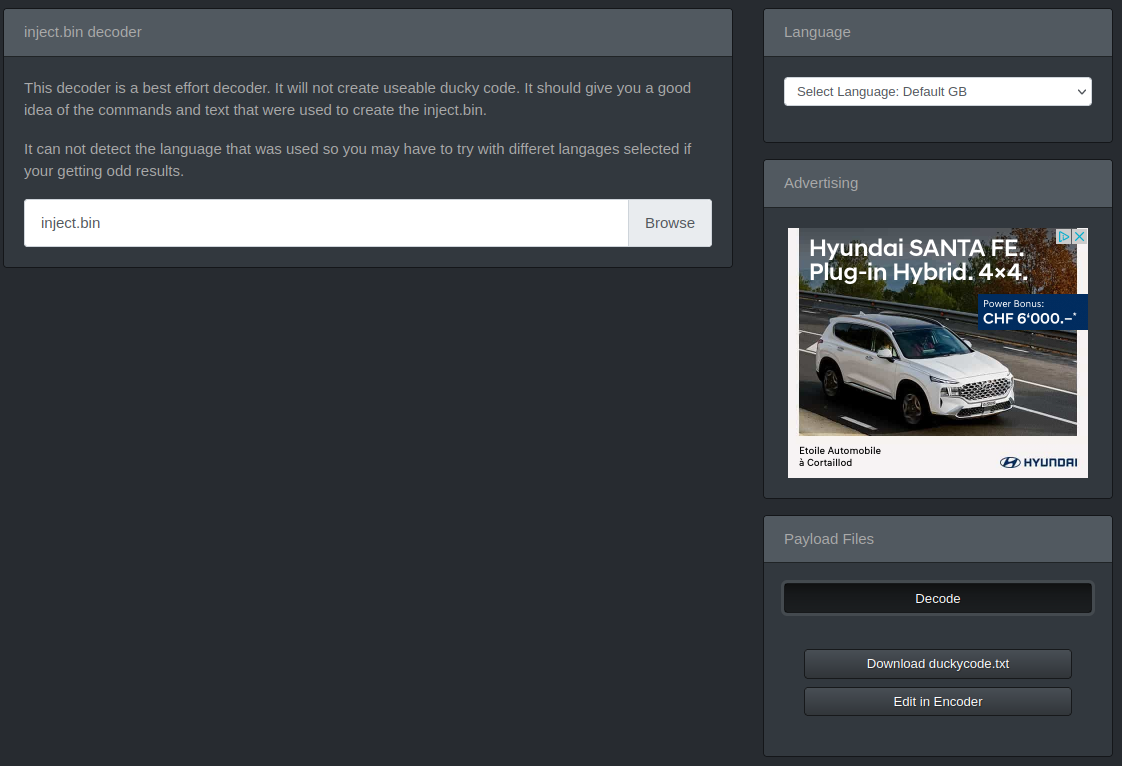 inject.bin decoder
This decoder is a best effort decoder. It will not create useable ducky code. It should give you a good
idea of the commands and text that were used to create the inject.bin.
It can not detect the language that was used so you may have to try with differet langages selected if
your getting odd results.
inject.bin
Browse
Language
Select Language: Default GB
Advertising
Hyundai SANTA FE.
Plug-in Hybrid. 4×4.
Power Bonus:
CHF 6'000.–*
Etoile Automobile
à Cortaillod
HYUNDAI
Payload Files
Decode
Download duckycode.txt
Edit in Encoder